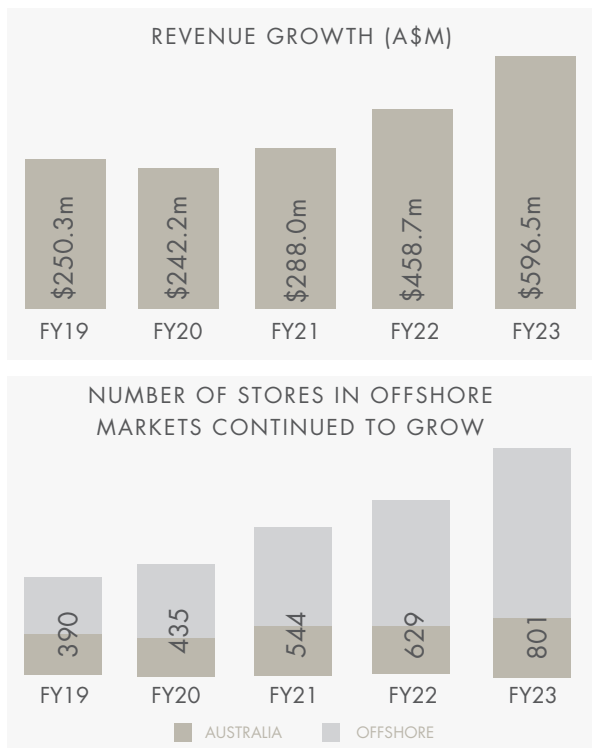 REVENUE GROWTH (A$M)
$250.3m
$242.2m
$288.0m
$458.7m
$596.5m
FY19
FY20
FY21
FY22
FY23
NUMBER OF STORES IN OFFSHORE
MARKETS CONTINUED TO GROW
390
435
544
629
801
FY19
FY20
FY21
FY22
FY23
AUSTRALIA
OFFSHORE